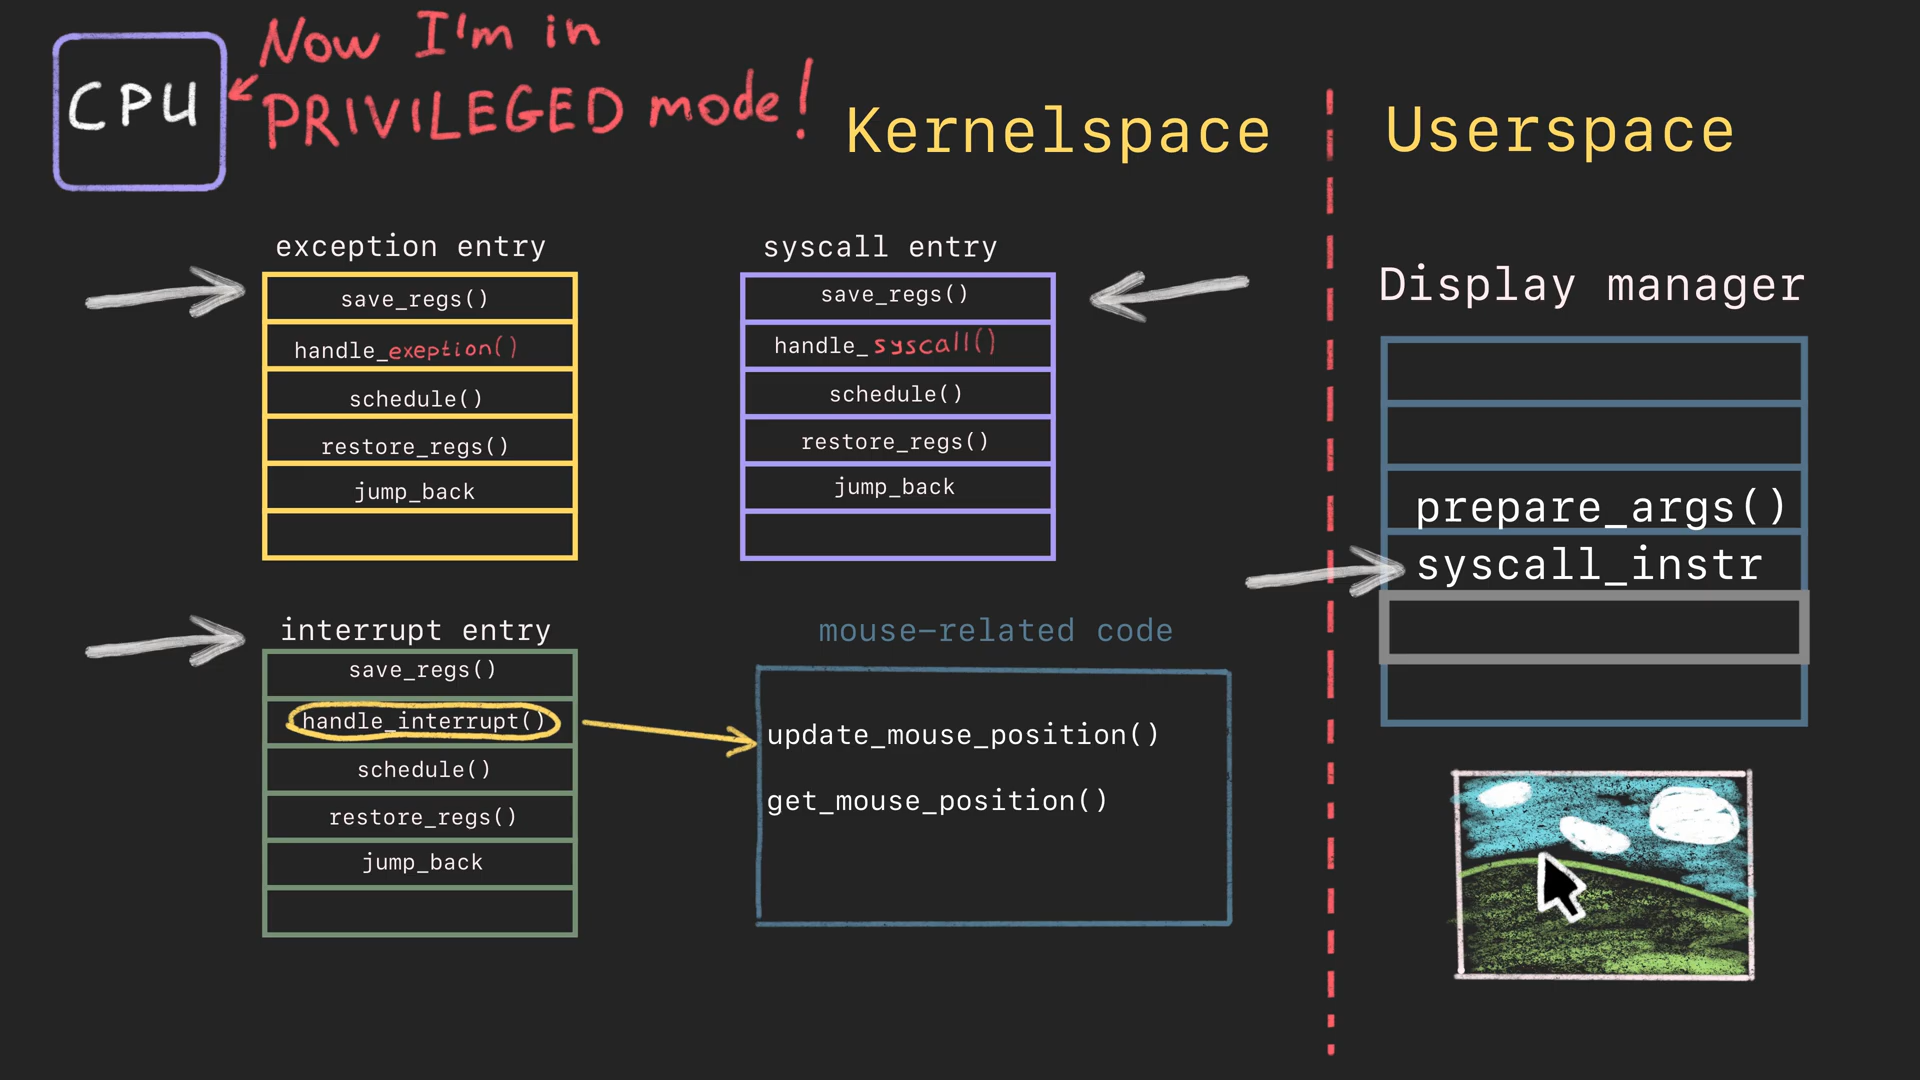 CPU
Now I'm in
PRIVILEGED mode!
Kernelspace
Userspace
exception entry
save_regs()
handle_exeption()
schedule()
restore_regs()
jump_back
syscall entry
save_regs()
handle_syscall()
schedule()
restore_regs()
jump_back
Display manager
prepare_args()
syscall_instr
interrupt entry
save_regs()
handle_interrupt()
schedule()
restore_regs()
jump_back
mouse-related code
update_mouse_position()
get_mouse_position()